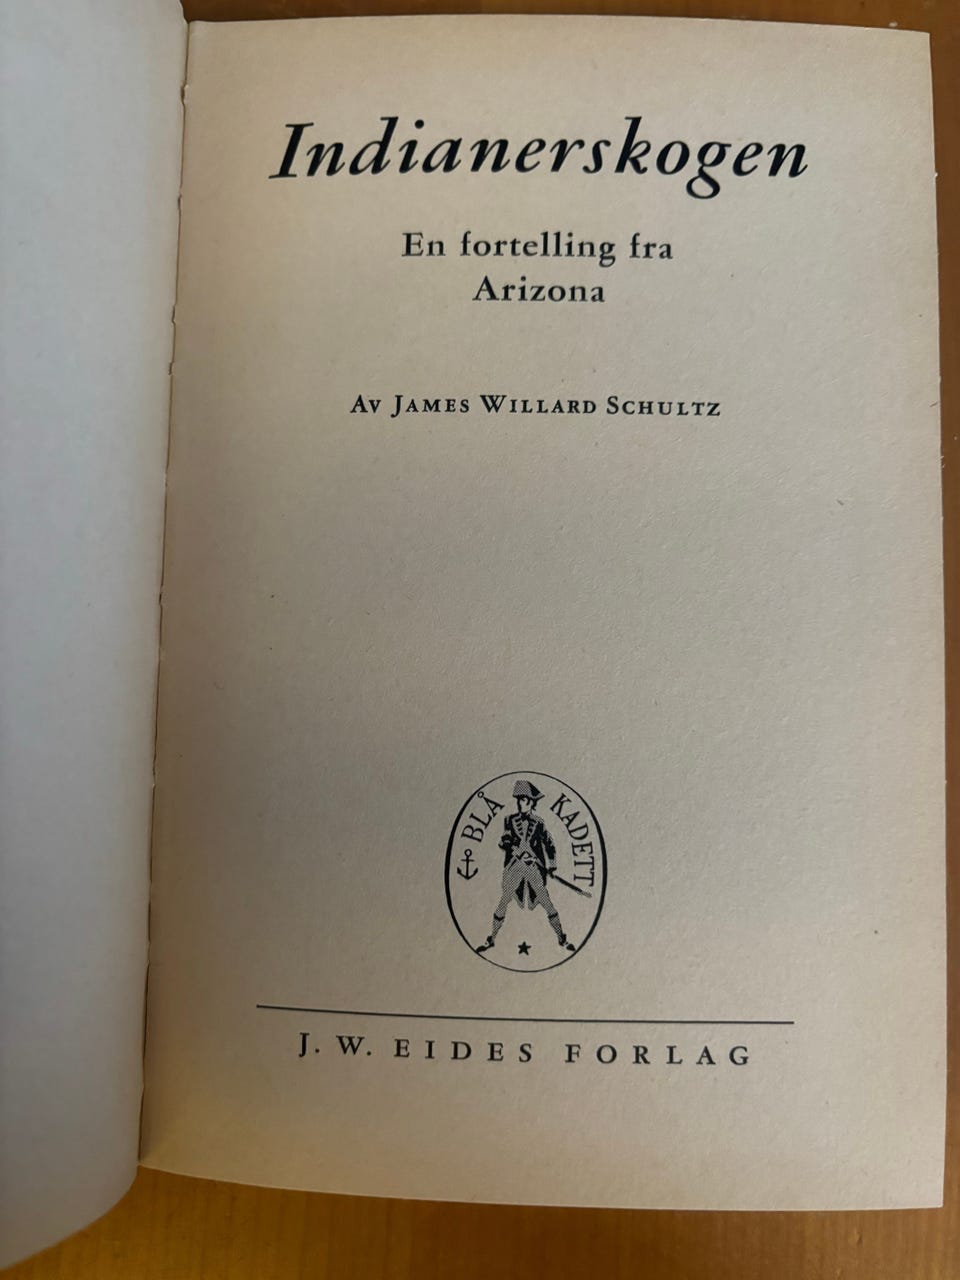 Indianerskogen
En fortelling fra
Arizona
AV JAMES WILLARD SCHULTZ
BLÅ KADETT
J. W. EIDES FORLAG